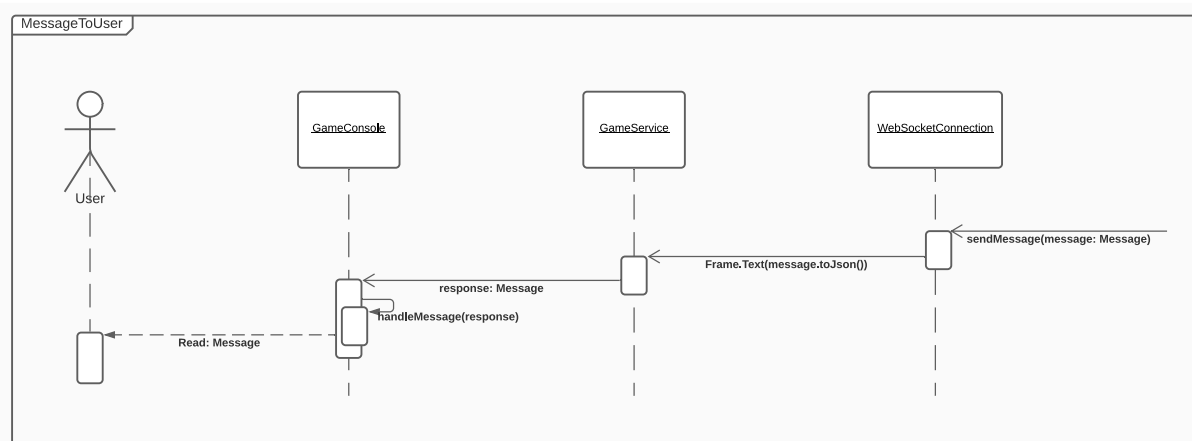 MessageToUser
User
GameConsole
GameService
WebSocketConnection
sendMessage(message: Message)
Frame.Text(message.toJson())
response: Message
handleMessage(response)
Read: Message